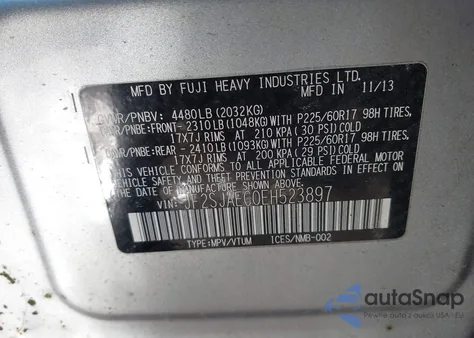 MFD BY FUJI HEAVY INDUSTRIES LTD. MFD IN 11/13
GVWR/PNBV: 4480LB (2032KG)
GAWR/PNBE:FRONT-2310LB(1048KG)WITH P225/60R17 98H TIRES,
17X7J RIMS AT 210 KPA (30 PSI)COLD
GAWR/PNBE:REAR -2410LB(1093KG)WITH P225/60R17 98H TIRES,
17X7J RIMS AT 200 KPA (29 PSI)COLD
THIS VEHICLE CONFORMS TO ALL APPLICABLE FEDERAL MOTOR
VEHICLE SAFETY AND THEFT PREVENTION STANDARDS IN EFFECT
ON THE DATE OF MANUFACTURE SHOWN ABOVE.
VIN:
TYPE:MPV/VTUM ICES/NMB-002
autoSnap